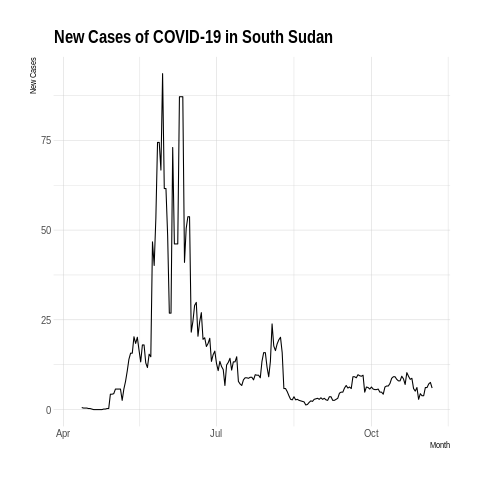 New Cases of COVID-19 in South Sudan
New Cases
75
50
25
0
Apr
Jul
Oct
Month